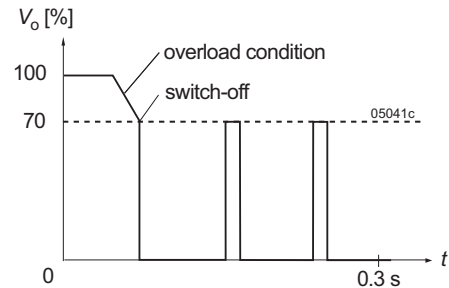 Vo [%]
overload condition
100
switch-off
70
05041c
t
0
0.3 s